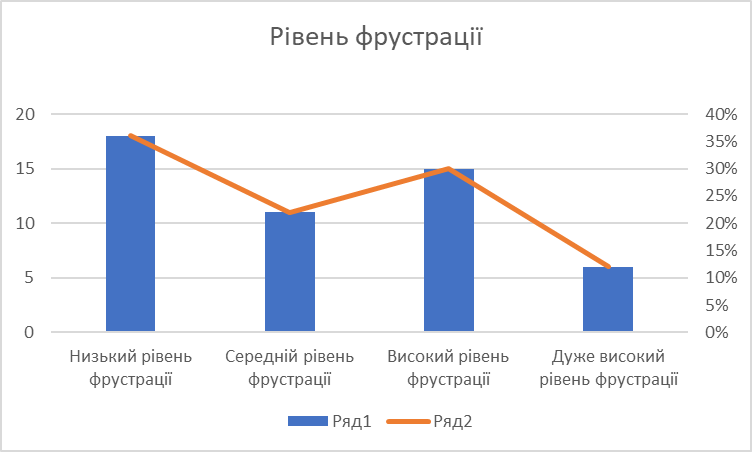 Рівень фрустрації
20
15
10
5
0
40%
35%
30%
25%
20%
15%
10%
5%
0%
Низький рівень
фрустрації
Середній рівень
фрустрації
Високий рівень
фрустрації
Дуже високий
рівень фрустрації
Ряд1
Ряд2